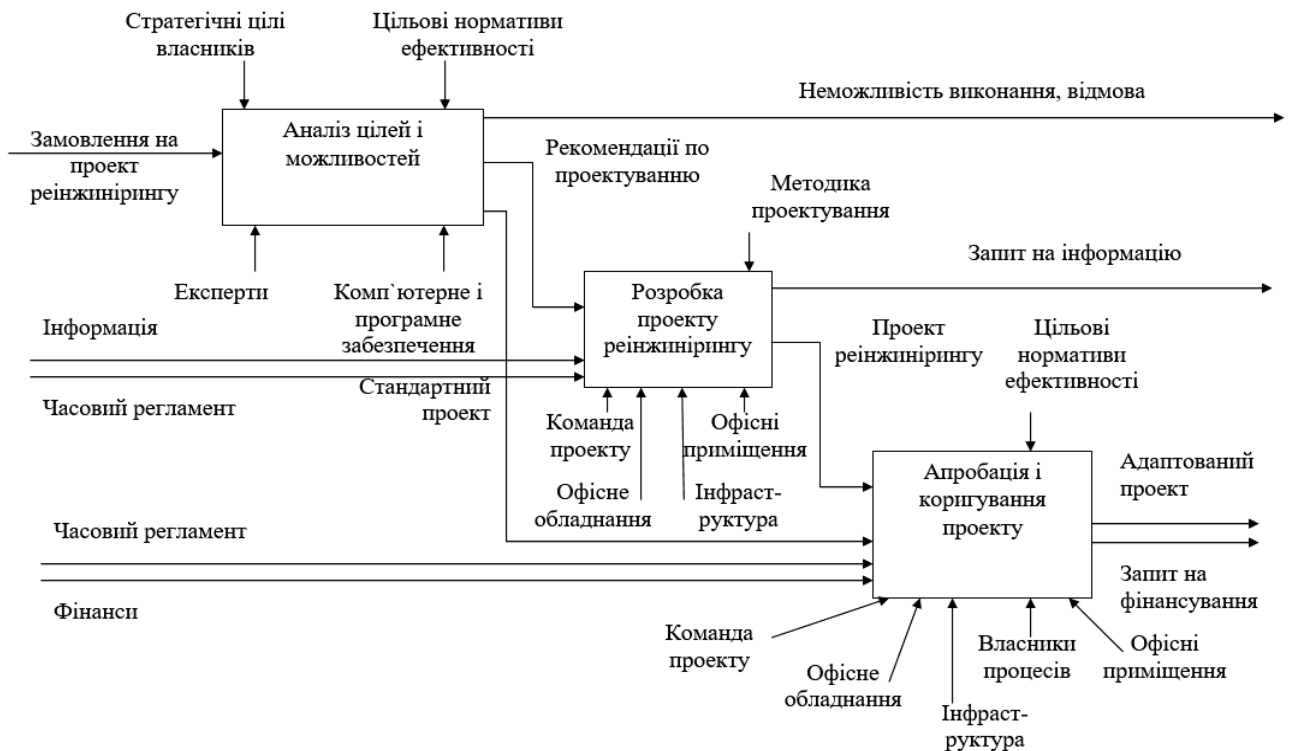 Стратегічні цілі
власників
Цільові нормативи
ефективності
Неможливість виконання, відмова
Замовлення на
проект
реінжинірингу
Аналіз цілей і
можливостей
Рекомендації по
проектуванню
Методика
проектування
Запит на інформацію
Експерти
Комп`ютерне і
програмне
забезпечення
Інформація
Розробка
проекту
реінжинірингу
Проект
реінжинірингу
Цільові
нормативи
ефективності
Часовий регламент
Стандартний
проект
Команда
проекту
Офісні
приміщення
Офісне
обладнання
Інфраст-
руктура
Апробація і
коригування
проекту
Адаптований
проект
Часовий регламент
Фінанси
Запит на
фінансування
Команда
проекту
Офісне
обладнання
Інфраст-
руктура
Власники
процесів
Офісні
приміщення